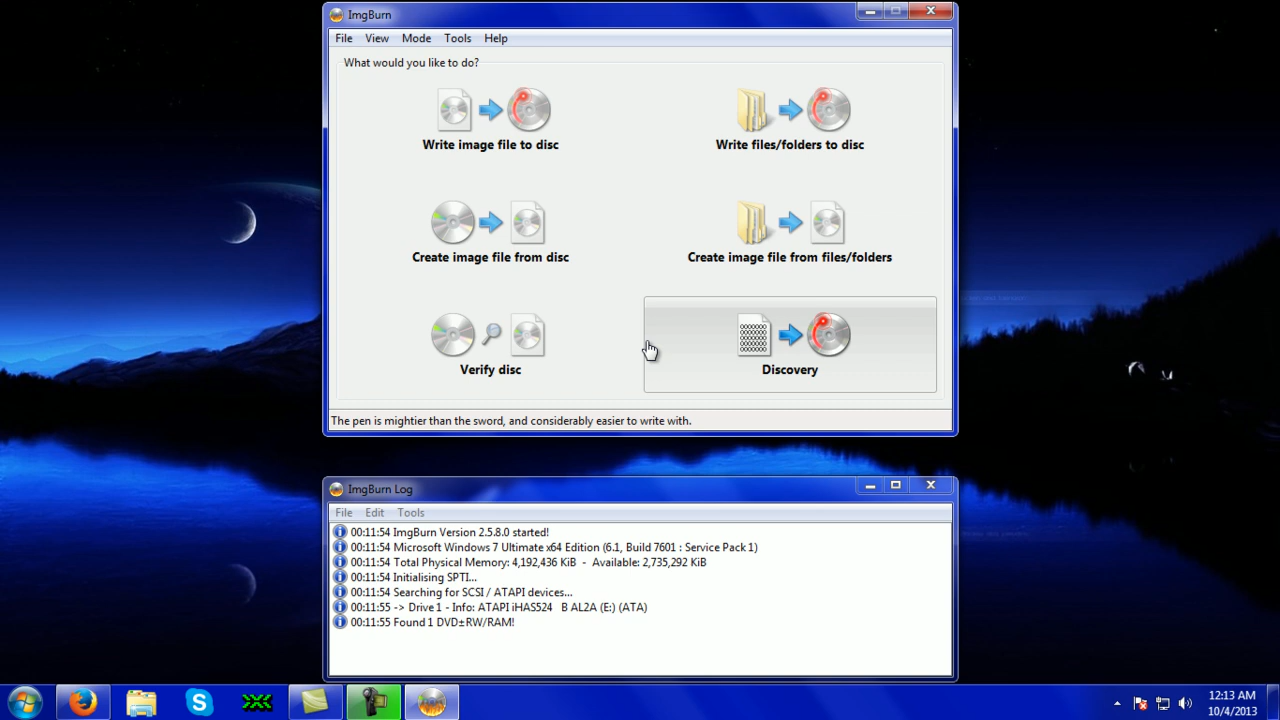 ImgBurn
File View Mode Tools Help
What would you like to do?
Write image file to disc
Write files/folders to disc
Create image file from disc
Create image file from files/folders
Verify disc
Discovery
The pen is mightier than the sword, and considerably easier to write with.
ImgBurn Log
File Edit Tools
00:11:54 ImgBurn Version 2.5.8.0 started!
00:11:54 Microsoft Windows 7 Ultimate x64 Edition (6.1, Build 7601 : Service Pack 1)
00:11:54 Total Physical Memory: 4,192,436 KiB - Available: 2,735,292 KiB
00:11:54 Initialising SPTI...
00:11:54 Searching for SCSI / ATAPI devices...
00:11:55 -> Drive 1 - Info: ATAPI iHAS524 B AL2A (E:) (ATA)
00:11:55 Found 1 DVD±RW/RAM!
12:13 AM
10/4/2013